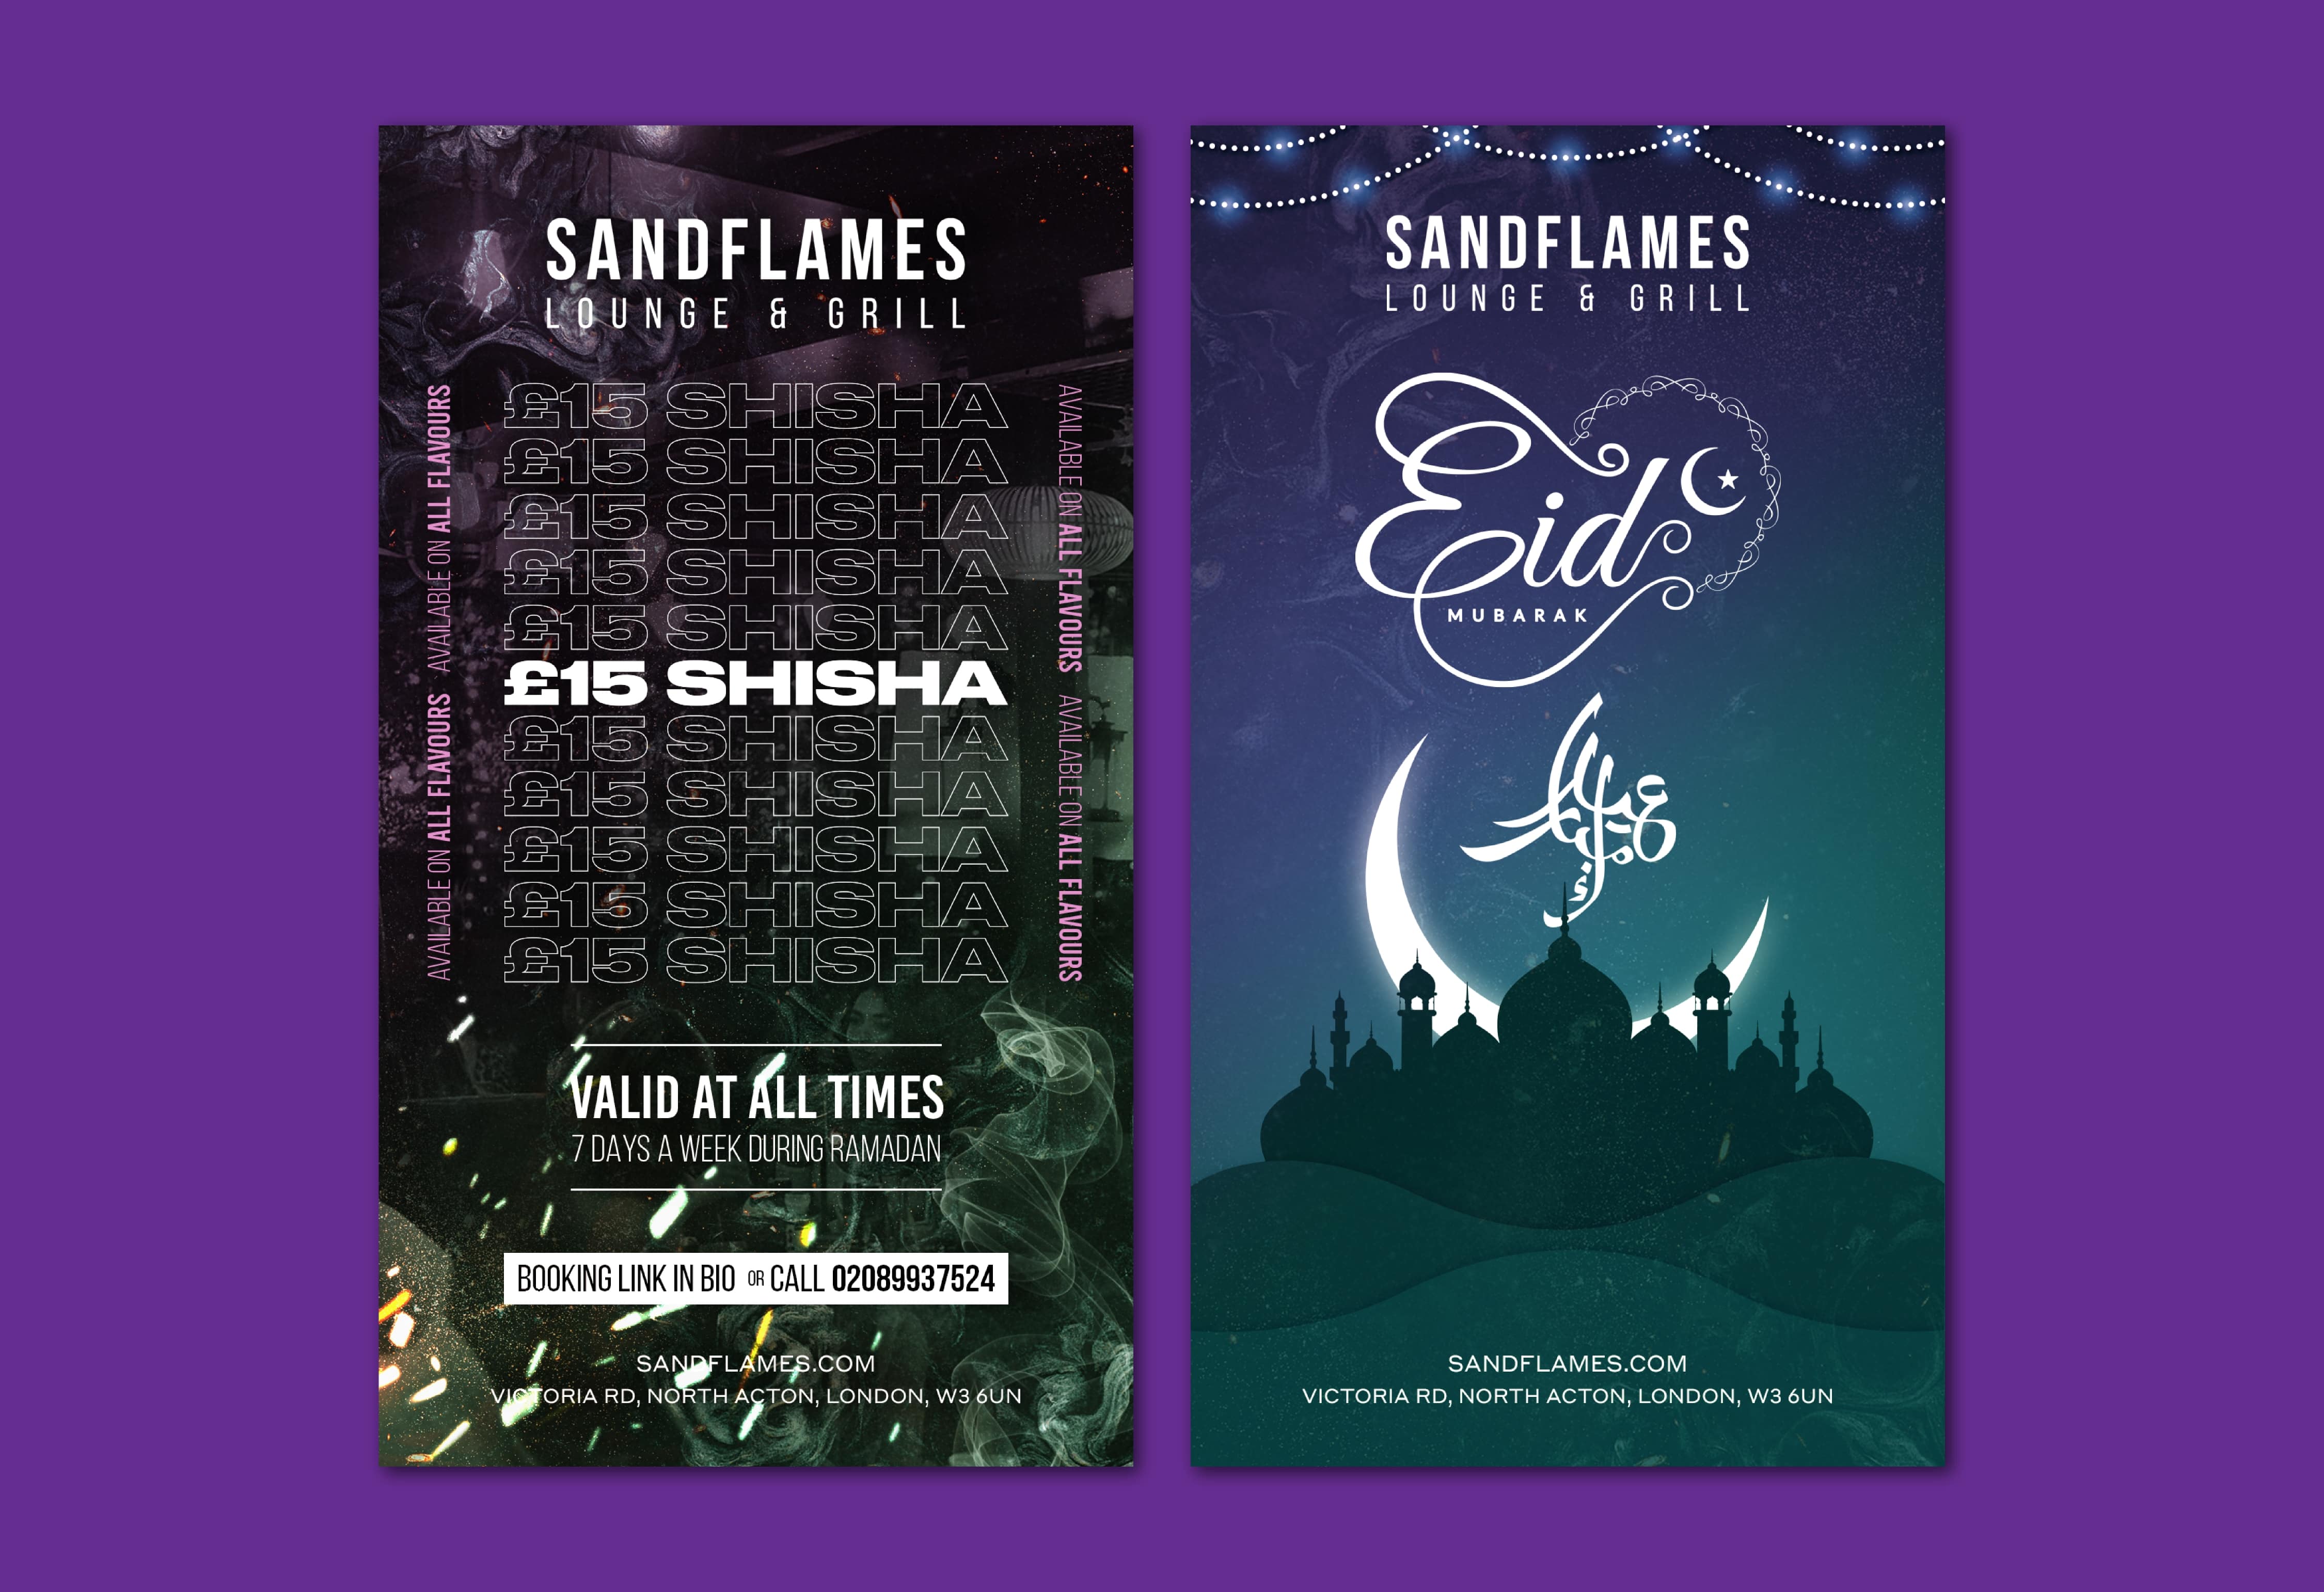 SANDFLAMES
LOUNGE & GRILL
AVAILABLE ON ALL FLAVOURS AVAILABLE ON ALL FLAVOURS
£15 SHISHA
£15 SHISHA
£15 SHISHA
£15 SHISHA
£15 SHISHA
£15 SHISHA
£15 SHISHA
£15 SHISHA
£15 SHISHA
£15 SHISHA
£15 SHISHA
AVAILABLE ON ALL FLAVOURS AVAILABLE ON ALL FLAVOURS
VALID AT ALL TIMES
7 DAYS A WEEK DURING RAMADAN
BOOKING LINK IN BIO OR CALL 02089937524
SANDFLAMES.COM
VICTORIA RD, NORTH ACTON, LONDON, W3 6UN
SANDFLAMES
LOUNGE & GRILL
Eid
MUBARAK
عيد مبارك
SANDFLAMES.COM
VICTORIA RD, NORTH ACTON, LONDON, W3 6UN